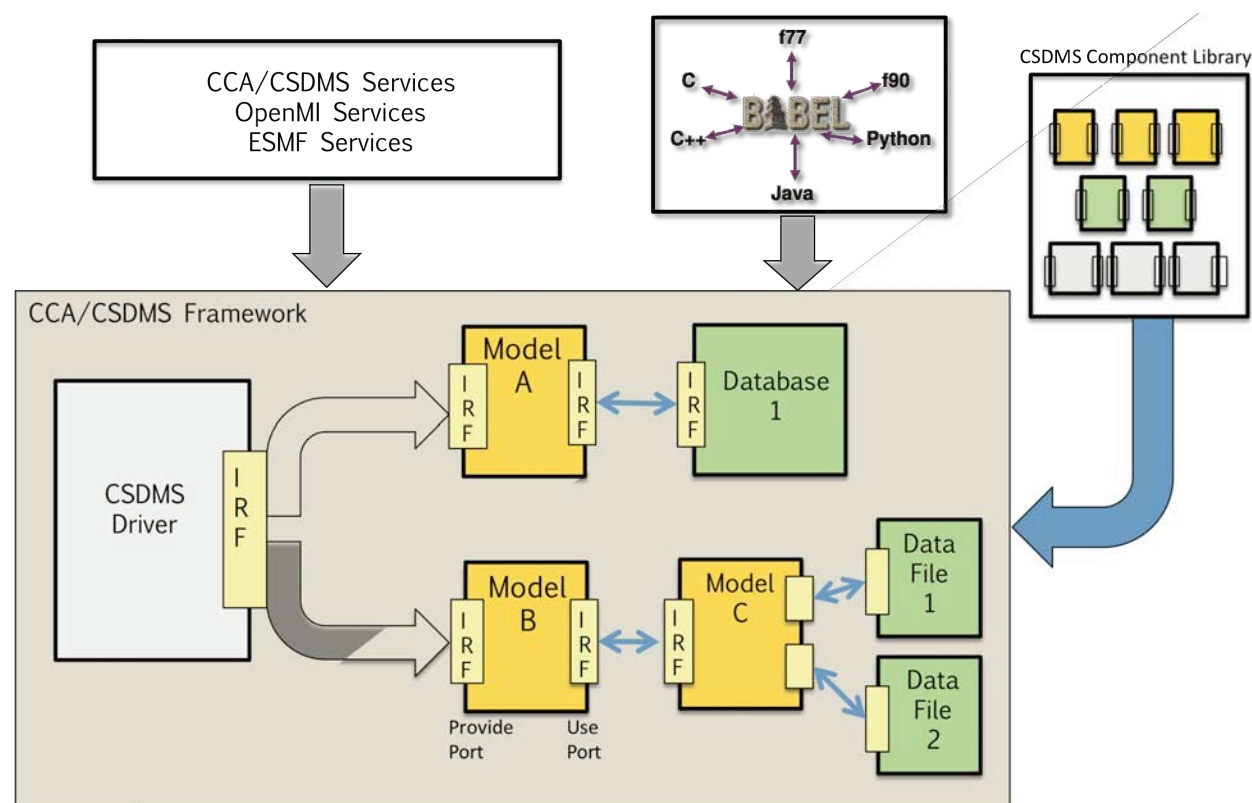 CCA/CSDMS Services
OpenMI Services
ESMF Services
f77
C
f90
BABEL
C++
Python
Java
CSDMS Component Library
CCA/CSDMS Framework
CSDMS
Driver
I
R
F
Model
A
I
R
F
I
R
F
I
R
F
Database
1
Model
B
I
R
F
I
R
F
Provide
Port
Use
Port
Model
C
I
R
F
Data
File
1
Data
File
2